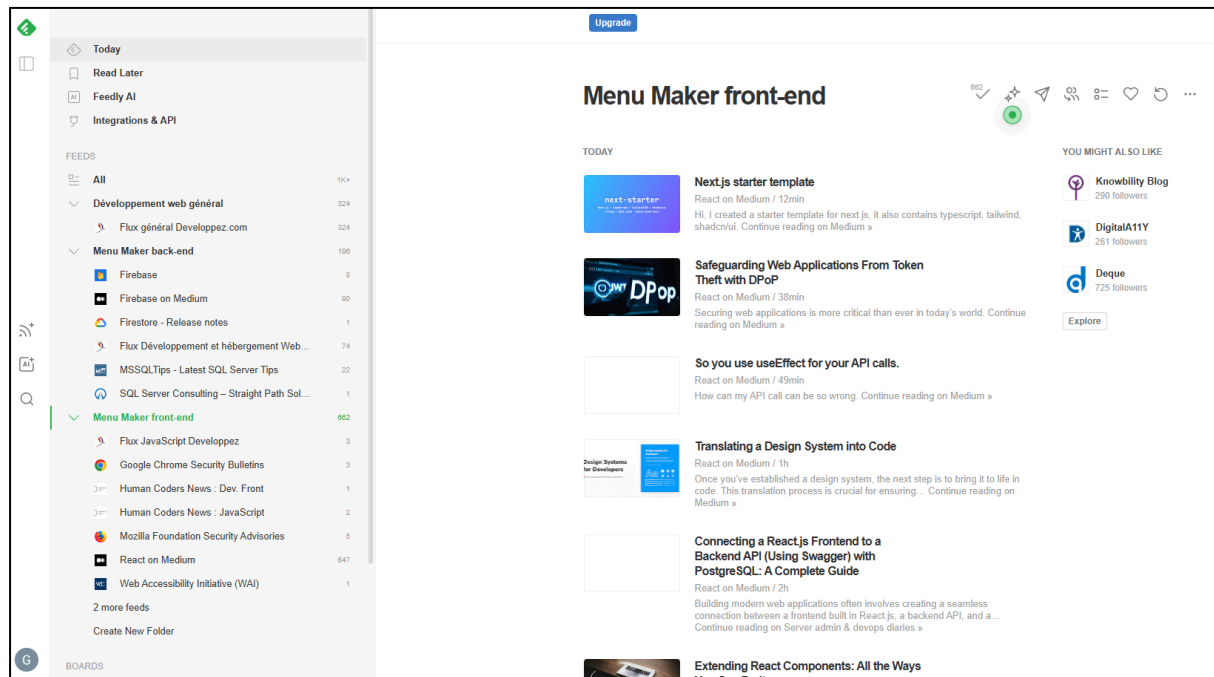 Upgrade
Today
Read Later
AI
Feedly AI
Integrations & API
FEEDS
All 1K+
Développement web général 324
Flux général Developpez.com 324
Menu Maker back-end 196
Firebase 8
Firebase on Medium 90
Firestore - Release notes 1
Flux Développement et hébergement Web... 74
MSSQLTips - Latest SQL Server Tips 22
SQL Server Consulting – Straight Path Sol... 1
Menu Maker front-end 662
Flux JavaScript Developpez 3
Google Chrome Security Bulletins 3
Human Coders News : Dev. Front 1
Human Coders News : JavaScript 2
Mozilla Foundation Security Advisories 5
React on Medium 647
Web Accessibility Initiative (WAI) 1
2 more feeds
Create New Folder
BOARDS
AI
G
Menu Maker front-end
662
TODAY
next-starter
Next.js starter template
React on Medium / 12min
Hi, I created a starter template for next.js, it also contains typescript, tailwind,
shadcn/ui. Continue reading on Medium »
JWT DPop
Safeguarding Web Applications From Token
Theft with DPoP
React on Medium / 38min
Securing web applications is more critical than ever in today's world. Continue
reading on Medium »
So you use useEffect for your API calls.
React on Medium / 49min
How can my API call can be so wrong. Continue reading on Medium »
Design Systems
for Developers
Translating a Design System into Code
React on Medium / 1h
Once you've established a design system, the next step is to bring it to life in
code. This translation process is crucial for ensuring... Continue reading on
Medium »
Connecting a React.js Frontend to a
Backend API (Using Swagger) with
PostgreSQL: A Complete Guide
React on Medium / 2h
Building modern web applications often involves creating a seamless
connection between a frontend built in React.js, a backend API, and a...
Continue reading on Server admin & devops diaries »
Extending React Components: All the Ways
YOU MIGHT ALSO LIKE
Knowbility Blog
290 followers
DigitalA11Y
261 followers
Deque
725 followers
Explore